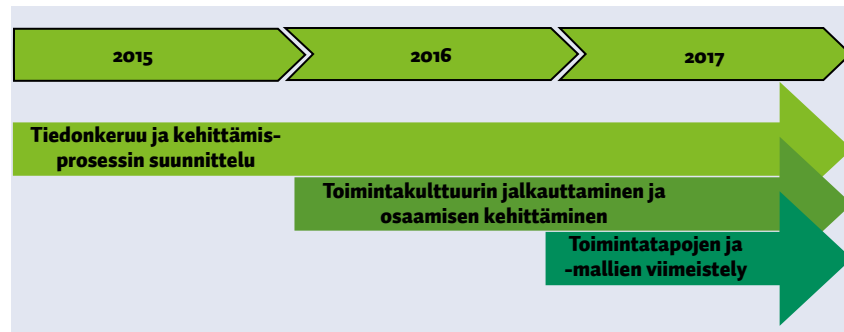 2015
2016
2017
Tiedonkeruu ja kehittämis-
prosessin suunnittelu
Toimintakulttuurin jalkauttaminen ja
osaamisen kehittäminen
Toimintatapojen ja
-mallien viimeistely